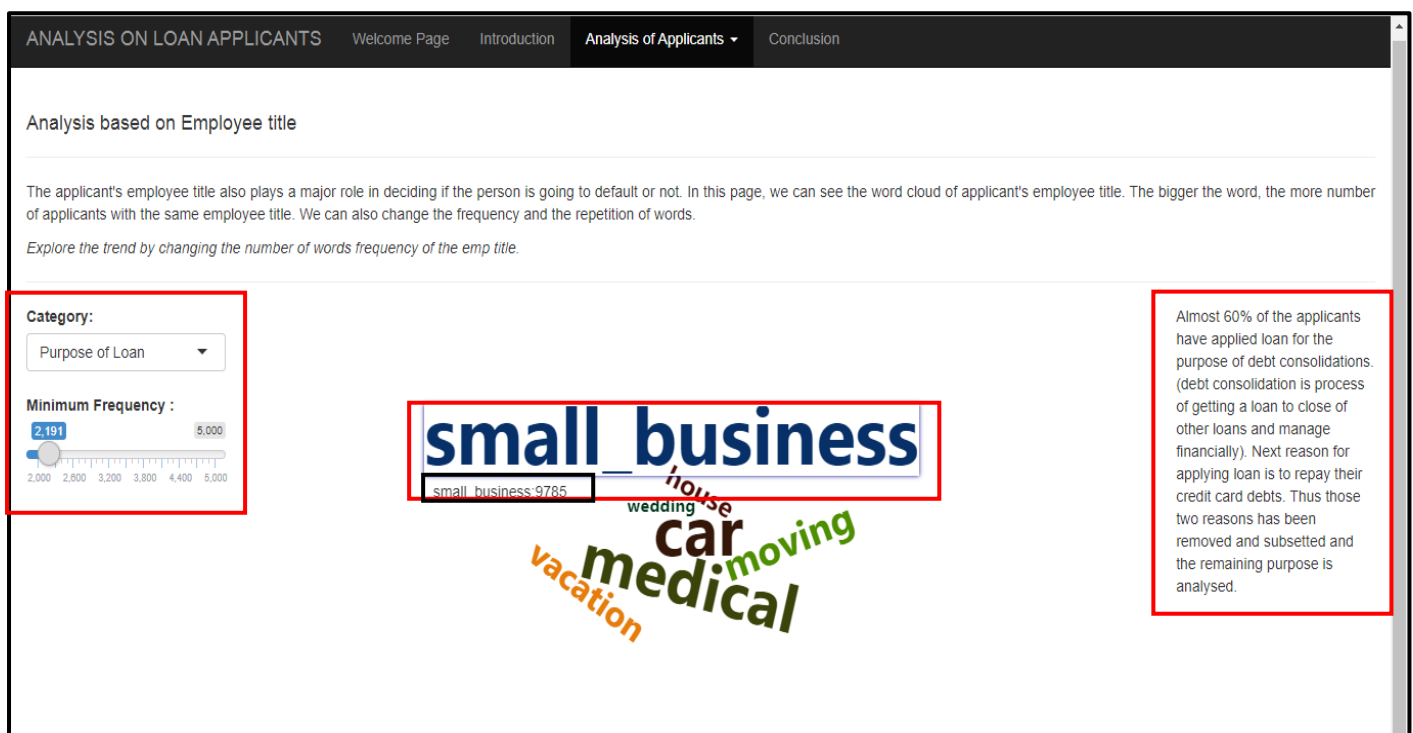 ANALYSIS ON LOAN APPLICANTS Welcome Page Introduction Analysis of Applicants Conclusion
Analysis based on Employee title
The applicant's employee title also plays a major role in deciding if the person is going to default or not. In this page, we can see the word cloud of applicant's employee title. The bigger the word, the more number
of applicants with the same employee title. We can also change the frequency and the repetition of words.
Explore the trend by changing the number of words frequency of the emp title.
Category:
Purpose of Loan
Minimum Frequency :
2,191 5,000
2,000 2,600 3,200 3,800 4,400 5,000
small_business
small_business:9785
house
wedding
car
moving
medical
vacation
Almost 60% of the applicants
have applied loan for the
purpose of debt consolidations.
(debt consolidation is process
of getting a loan to close of
other loans and manage
financially). Next reason for
applying loan is to repay their
credit card debts. Thus those
two reasons has been
removed and subsetted and
the remaining purpose is
analysed.